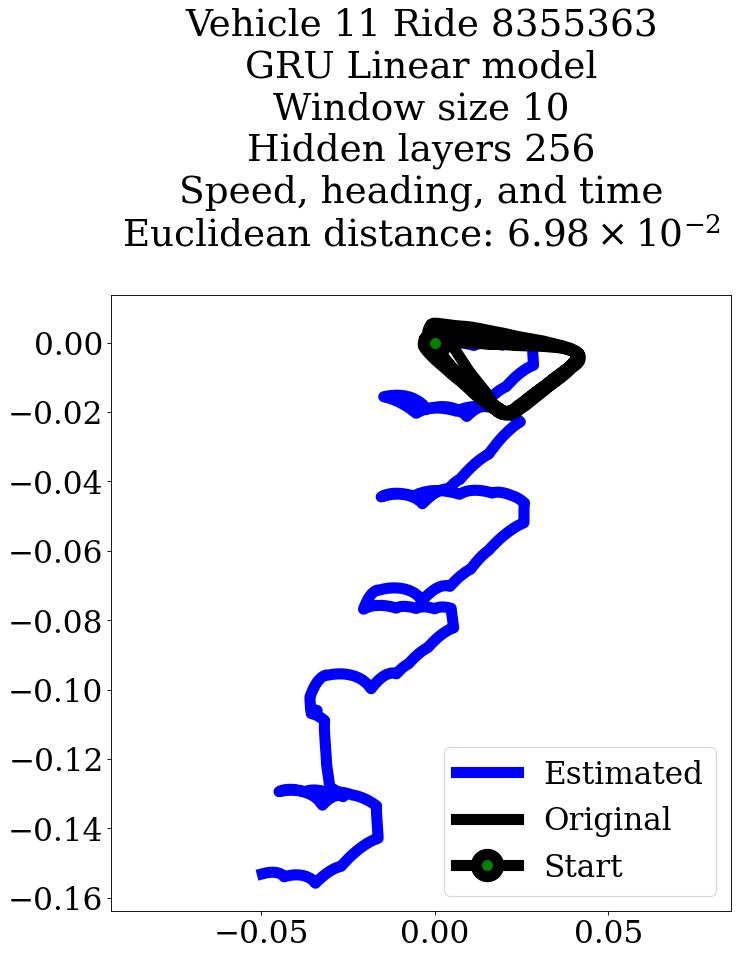 Vehicle 11 Ride 8355363
GRU Linear model
Window size 10
Hidden layers 256
Speed, heading, and time
Euclidean distance: 6.98 × 10⁻²
0.00
−0.02
−0.04
−0.06
−0.08
−0.10
−0.12
−0.14
−0.16
Estimated
Original
Start
−0.05 0.00 0.05